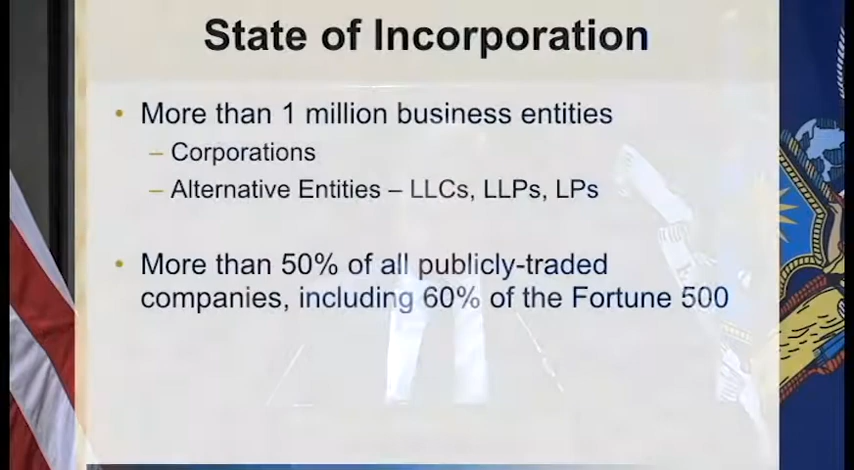 State of Incorporation
• More than 1 million business entities
– Corporations
– Alternative Entities – LLCs, LLPs, LPs
• More than 50% of all publicly-traded
companies, including 60% of the Fortune 500